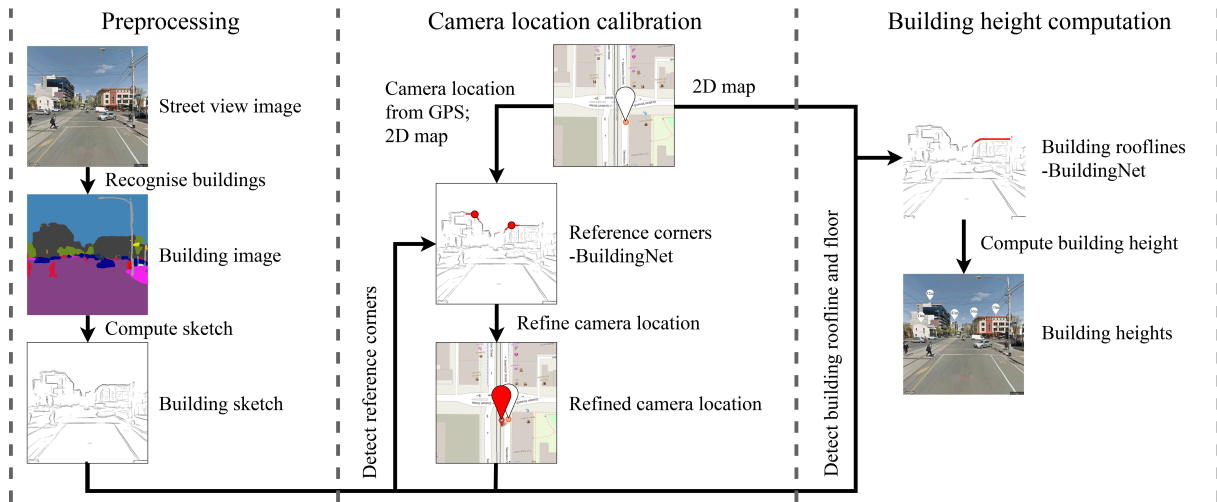 Preprocessing
Street view image
Recognise buildings
Building image
Compute sketch
Building sketch
Camera location calibration
Camera location
from GPS;
2D map
2D map
Reference corners
-BuildingNet
Detect reference corners
Refine camera location
Refined camera location
Building height computation
Detect building roofline and floor
Building rooflines
-BuildingNet
Compute building height
Building heights